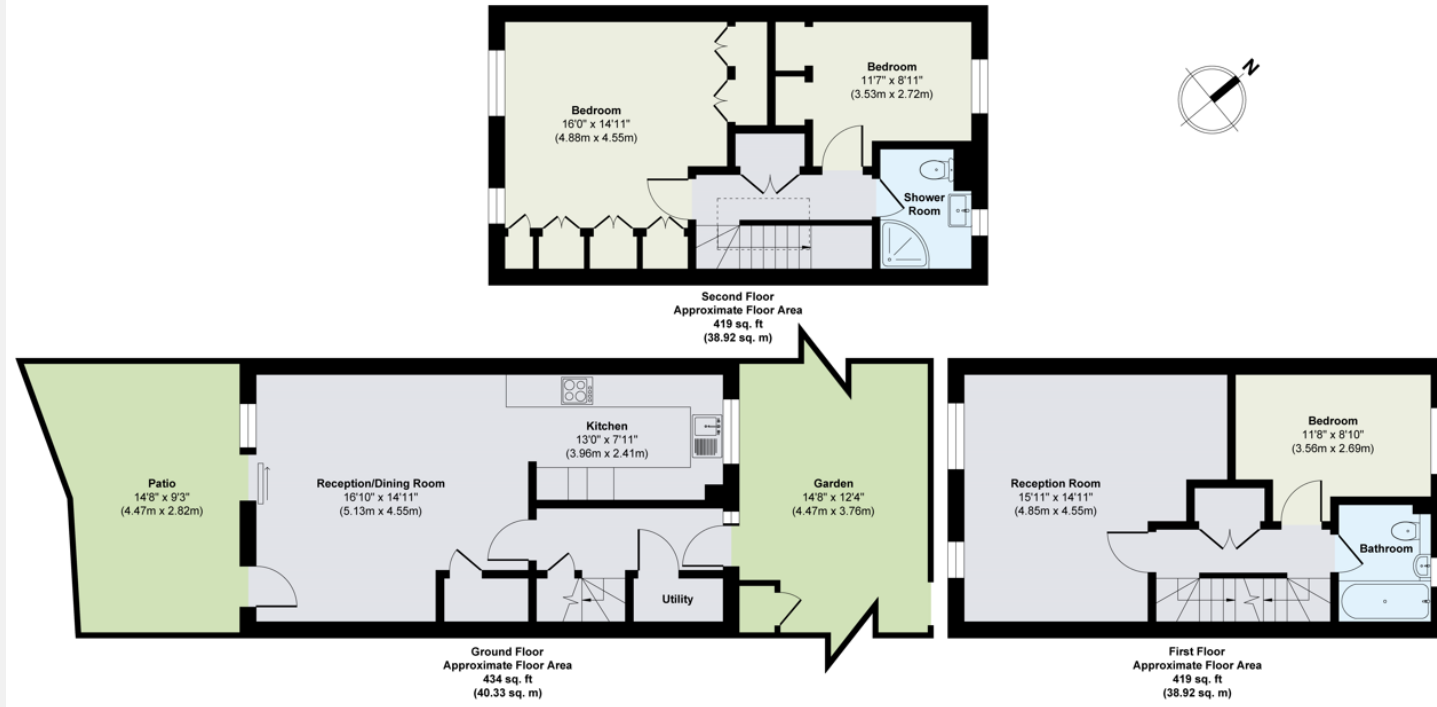 Bedroom
16'0" x 14'11"
(4.88m x 4.55m)
Bedroom
11'7" x 8'11"
(3.53m x 2.72m)
Shower
Room
N
Second Floor
Approximate Floor Area
419 sq. ft
(38.92 sq. m)
Patio
14'8" x 9'3"
(4.47m x 2.82m)
Reception/Dining Room
16'10" x 14'11"
(5.13m x 4.55m)
Kitchen
13'0" x 7'11"
(3.96m x 2.41m)
Utility
Garden
14'8" x 12'4"
(4.47m x 3.76m)
Ground Floor
Approximate Floor Area
434 sq. ft
(40.33 sq. m)
Reception Room
15'11" x 14'11"
(4.85m x 4.55m)
Bedroom
11'8" x 8'10"
(3.56m x 2.69m)
Bathroom
First Floor
Approximate Floor Area
419 sq. ft
(38.92 sq. m)